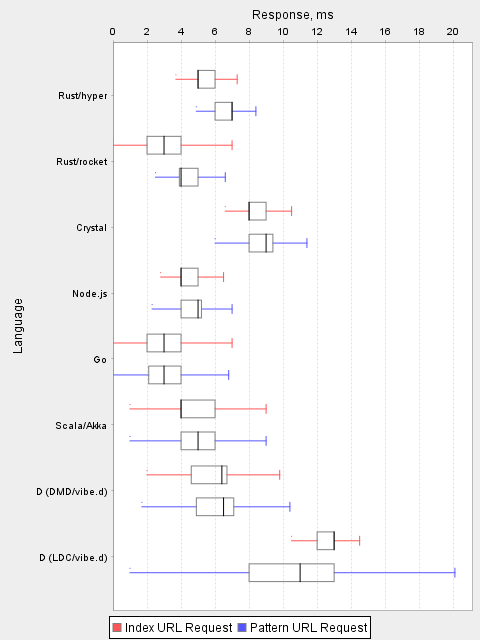 Response, ms
0 2 4 6 8 10 12 14 16 18 20
Language
Rust/hyper
Rust/rocket
Crystal
Node.js
Go
Scala/Akka
D (DMD/vibe.d)
D (LDC/vibe.d)
Index URL Request Pattern URL Request